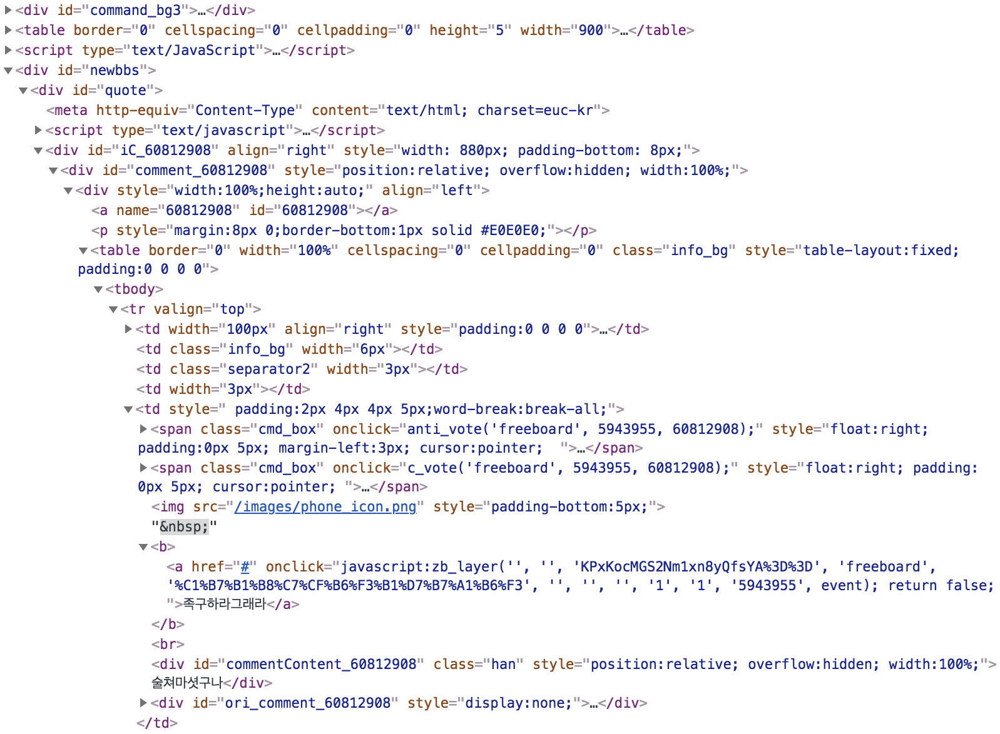 ▶<div id="command_bg3">…</div>
▶<table border="0" cellspacing="0" cellpadding="0" height="5" width="900">…</table>
▶<script type="text/JavaScript">…</script>
▼<div id="newbbs">
▼<div id="quote">
<meta http-equiv="Content-Type" content="text/html; charset=euc-kr">
▶<script type="text/javascript">…</script>
▼<div id="iC_60812908" align="right" style="width: 880px; padding-bottom: 8px;">
▼<div id="comment_60812908" style="position:relative; overflow:hidden; width:100%;">
▼<div style="width:100%;height:auto;" align="left">
<a name="60812908" id="60812908"></a>
<p style="margin:8px 0;border-bottom:1px solid #E0E0E0;"></p>
▼<table border="0" width="100%" cellspacing="0" cellpadding="0" class="info_bg" style="table-layout:fixed;
padding:0 0 0 0">
▼<tbody>
▼<tr valign="top">
▶<td width="100px" align="right" style="padding:0 0 0 0">…</td>
<td class="info_bg" width="6px"></td>
<td class="separator2" width="3px"></td>
<td width="3px"></td>
▼<td style=" padding:2px 4px 4px 5px;word-break:break-all;">
▶<span class="cmd_box" onclick="anti_vote('freeboard', 5943955, 60812908);" style="float:right;
padding:0px 5px; margin-left:3px; cursor:pointer;  ">…</span>
▶<span class="cmd_box" onclick="c_vote('freeboard', 5943955, 60812908);" style="float:right; padding:
0px 5px; cursor:pointer; ">…</span>
<img src="/images/phone_icon.png" style="padding-bottom:5px;">
"&nbsp;"
▼<b>
<a href="#" onclick="javascript:zb_layer('', '', 'KPxKocMGS2Nm1xn8yQfsYA%3D%3D', 'freeboard',
'%C1%B7%B1%B8%C7%CF%B6%F3%B1%D7%B7%A1%B6%F3', '', '', '', '1', '1', '5943955', event); return false;
">족구하라그래라</a>
</b>
<br>
<div id="commentContent_60812908" class="han" style="position:relative; overflow:hidden; width:100%;">
술쳐마셧구나</div>
▶<div id="ori_comment_60812908" style="display:none;">…</div>
</td>